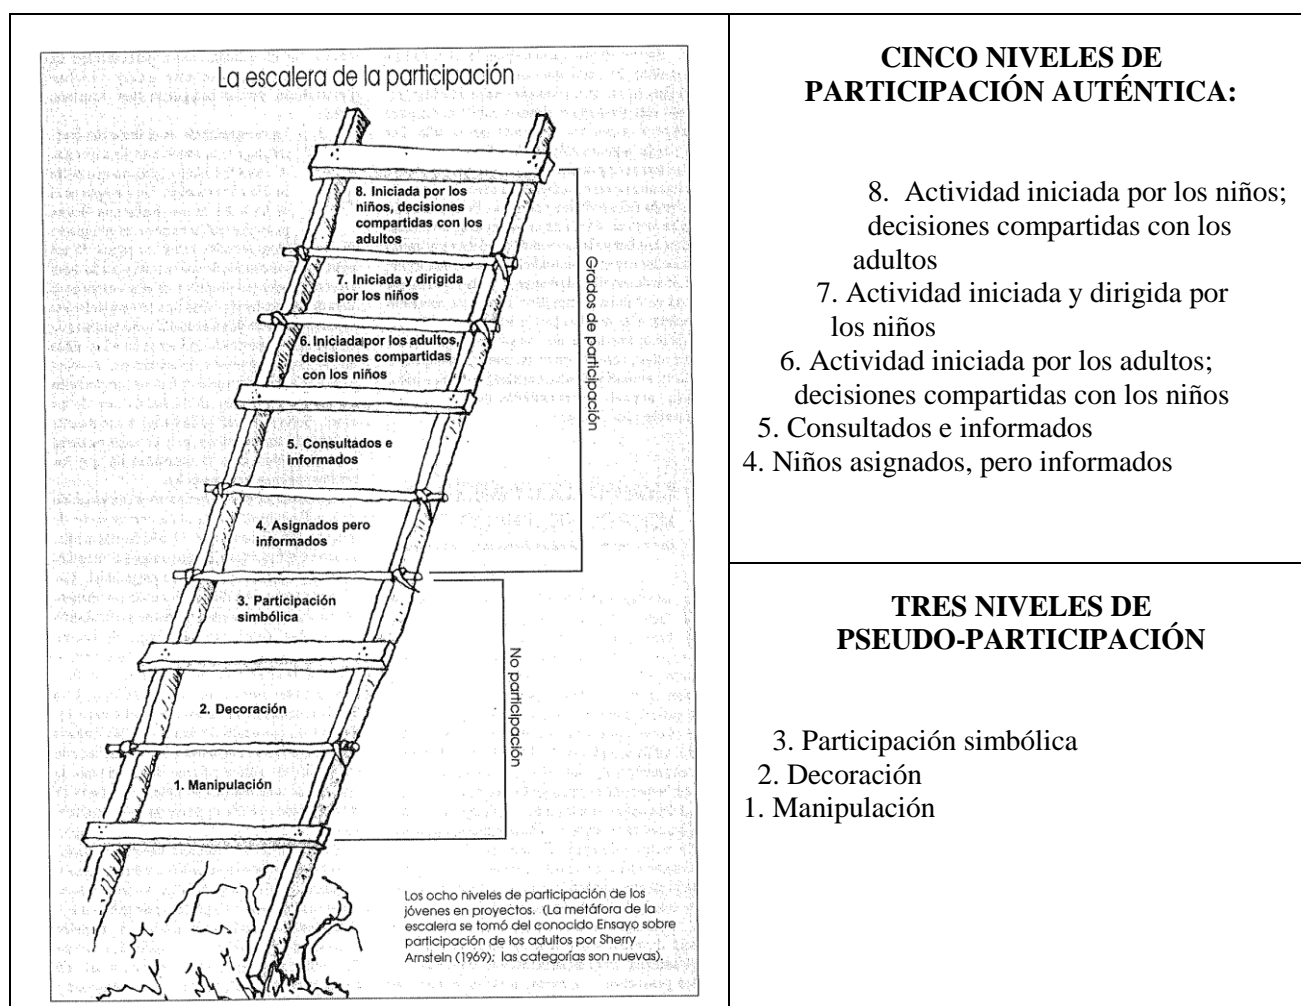 La escalera de la participación
8. Iniciada por los
niños, decisiones
compartidas con los
adultos
7. Iniciada y dirigida
por los niños
6. Iniciada por los adultos,
decisiones compartidas
con los niños
5. Consultados e
informados
4. Asignados pero
informados
3. Participación
simbólica
2. Decoración
1. Manipulación
Grados de participación
No participación
Los ocho niveles de participación de los
jóvenes en proyectos. (La metáfora de la
escalera se tomó del conocido Ensayo sobre
participación de los adultos por Sherry
Arnstein (1969); las categorías son nuevas).
CINCO NIVELES DE
PARTICIPACIÓN AUTÉNTICA:
8. Actividad iniciada por los niños;
decisiones compartidas con los
adultos
7. Actividad iniciada y dirigida por
los niños
6. Actividad iniciada por los adultos;
decisiones compartidas con los niños
5. Consultados e informados
4. Niños asignados, pero informados
TRES NIVELES DE
PSEUDO-PARTICIPACIÓN
3. Participación simbólica
2. Decoración
1. Manipulación